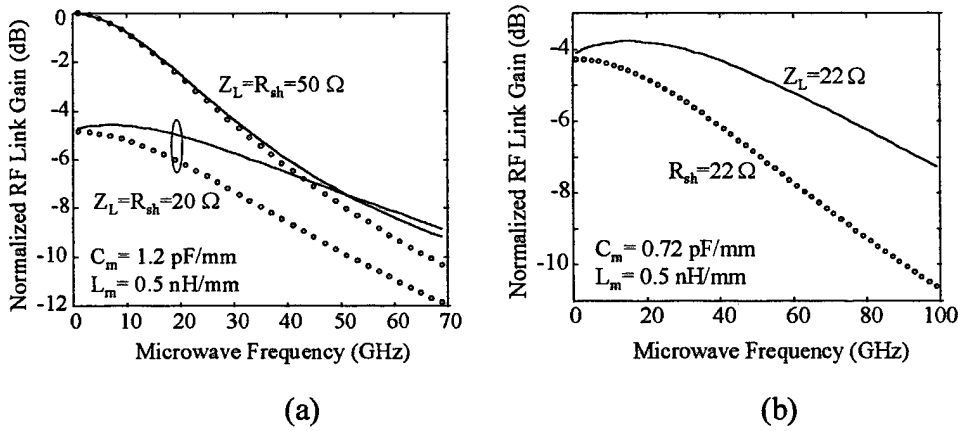 Normalized RF Link Gain (dB)
0
-2
-4
-6
-8
-10
-12
Z_L=R_sh=50 Ω
Z_L=R_sh=20 Ω
C_m= 1.2 pF/mm
L_m= 0.5 nH/mm
0 10 20 30 40 50 60 70
Microwave Frequency (GHz)
(a)
Normalized RF Link Gain (dB)
-4
-6
-8
-10
Z_L=22 Ω
R_sh=22 Ω
C_m= 0.72 pF/mm
L_m= 0.5 nH/mm
0 20 40 60 80 100
Microwave Frequency (GHz)
(b)